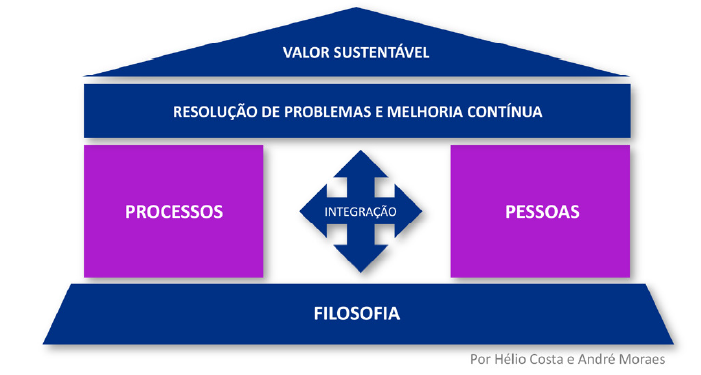 VALOR SUSTENTÁVEL
RESOLUÇÃO DE PROBLEMAS E MELHORIA CONTÍNUA
PROCESSOS
INTEGRAÇÃO
PESSOAS
FILOSOFIA
Por Hélio Costa e André Moraes